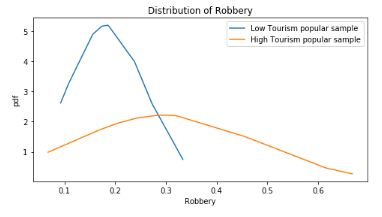 Distribution of Robbery
Low Tourism popular sample
High Tourism popular sample
pdf
5
4
3
2
1
0.1 0.2 0.3 0.4 0.5 0.6
Robbery